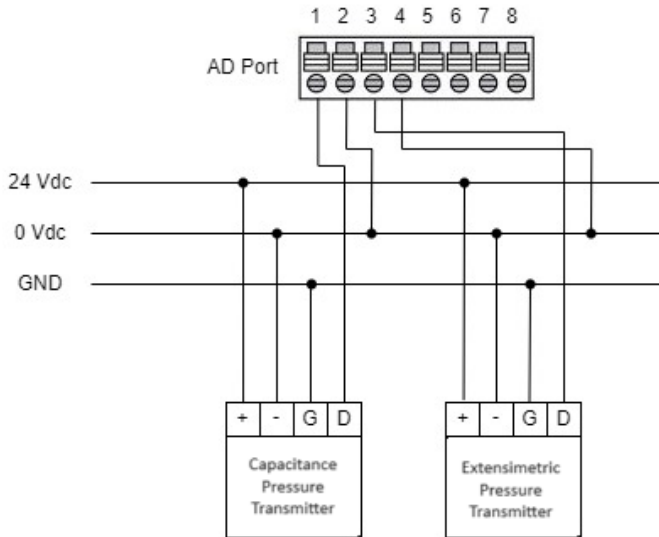 1 2 3 4 5 6 7 8
AD Port
24 Vdc
0 Vdc
GND
+ - G D + - G D
Capacitance
Pressure
Transmitter
Extensimetric
Pressure
Transmitter